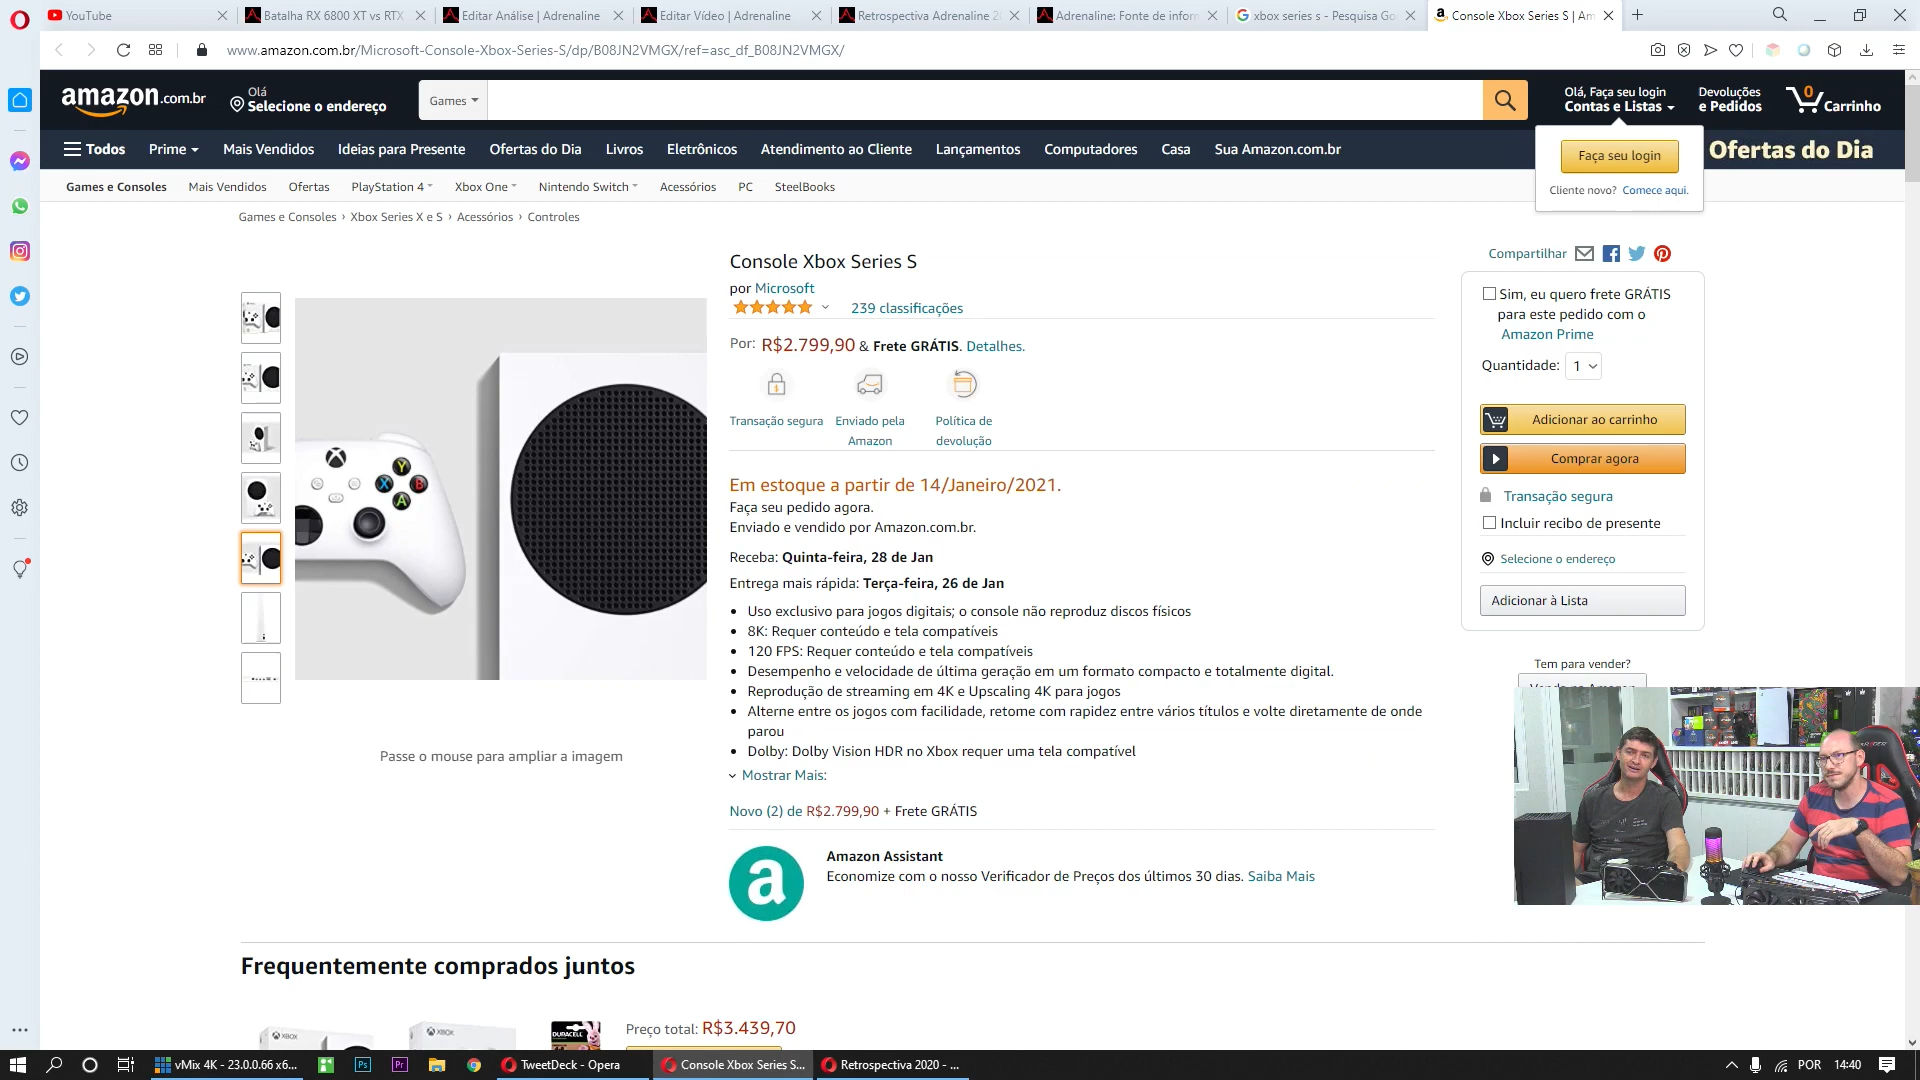 YouTube
Batalha RX 6800 XT vs RTX
Editar Análise | Adrenaline
Editar Vídeo | Adrenaline
Retrospectiva Adrenaline 2
Adrenaline: Fonte de infor
xbox series s - Pesquisa Go
Console Xbox Series S | Am
www.amazon.com.br/Microsoft-Console-Xbox-Series-S/dp/B08JN2VMGX/ref=asc_df_B08JN2VMGX/
amazon.com.br
Olá
Selecione o endereço
Games
Olá, Faça seu login
Contas e Listas
Devoluções
e Pedidos
0
Carrinho
Todos
Prime
Mais Vendidos
Ideias para Presente
Ofertas do Dia
Livros
Eletrônicos
Atendimento ao Cliente
Lançamentos
Computadores
Casa
Sua Amazon.com.br
Ofertas do Dia
Faça seu login
Cliente novo? Comece aqui.
Games e Consoles
Mais Vendidos
Ofertas
PlayStation 4
Xbox One
Nintendo Switch
Acessórios
PC
SteelBooks
Games e Consoles › Xbox Series X e S › Acessórios › Controles
Console Xbox Series S
por Microsoft
239 classificações
Por: R$2.799,90 & Frete GRÁTIS. Detalhes.
Transação segura
Enviado pela
Amazon
Política de
devolução
Em estoque a partir de 14/Janeiro/2021.
Faça seu pedido agora.
Enviado e vendido por Amazon.com.br.
Receba: Quinta-feira, 28 de Jan
Entrega mais rápida: Terça-feira, 26 de Jan
• Uso exclusivo para jogos digitais; o console não reproduz discos físicos
• 8K: Requer conteúdo e tela compatíveis
• 120 FPS: Requer conteúdo e tela compatíveis
• Desempenho e velocidade de última geração em um formato compacto e totalmente digital.
• Reprodução de streaming em 4K e Upscaling 4K para jogos
• Alterne entre os jogos com facilidade, retome com rapidez entre vários títulos e volte diretamente de onde
parou
• Dolby: Dolby Vision HDR no Xbox requer uma tela compatível
Mostrar Mais:
Novo (2) de R$2.799,90 + Frete GRÁTIS
a
Amazon Assistant
Economize com o nosso Verificador de Preços dos últimos 30 dias. Saiba Mais
Y
X
B
A
Passe o mouse para ampliar a imagem
Compartilhar
Sim, eu quero frete GRÁTIS
para este pedido com o
Amazon Prime
Quantidade: 1
Adicionar ao carrinho
Comprar agora
Transação segura
Incluir recibo de presente
Selecione o endereço
Adicionar à Lista
Tem para vender?
Frequentemente comprados juntos
XBOX
XBOX
DURACELL
Preço total: R$3.439,70
vMix 4K - 23.0.0.66 x6...
Ps
Pr
TweetDeck - Opera
Console Xbox Series S...
Retrospectiva 2020 - ...
POR
14:40